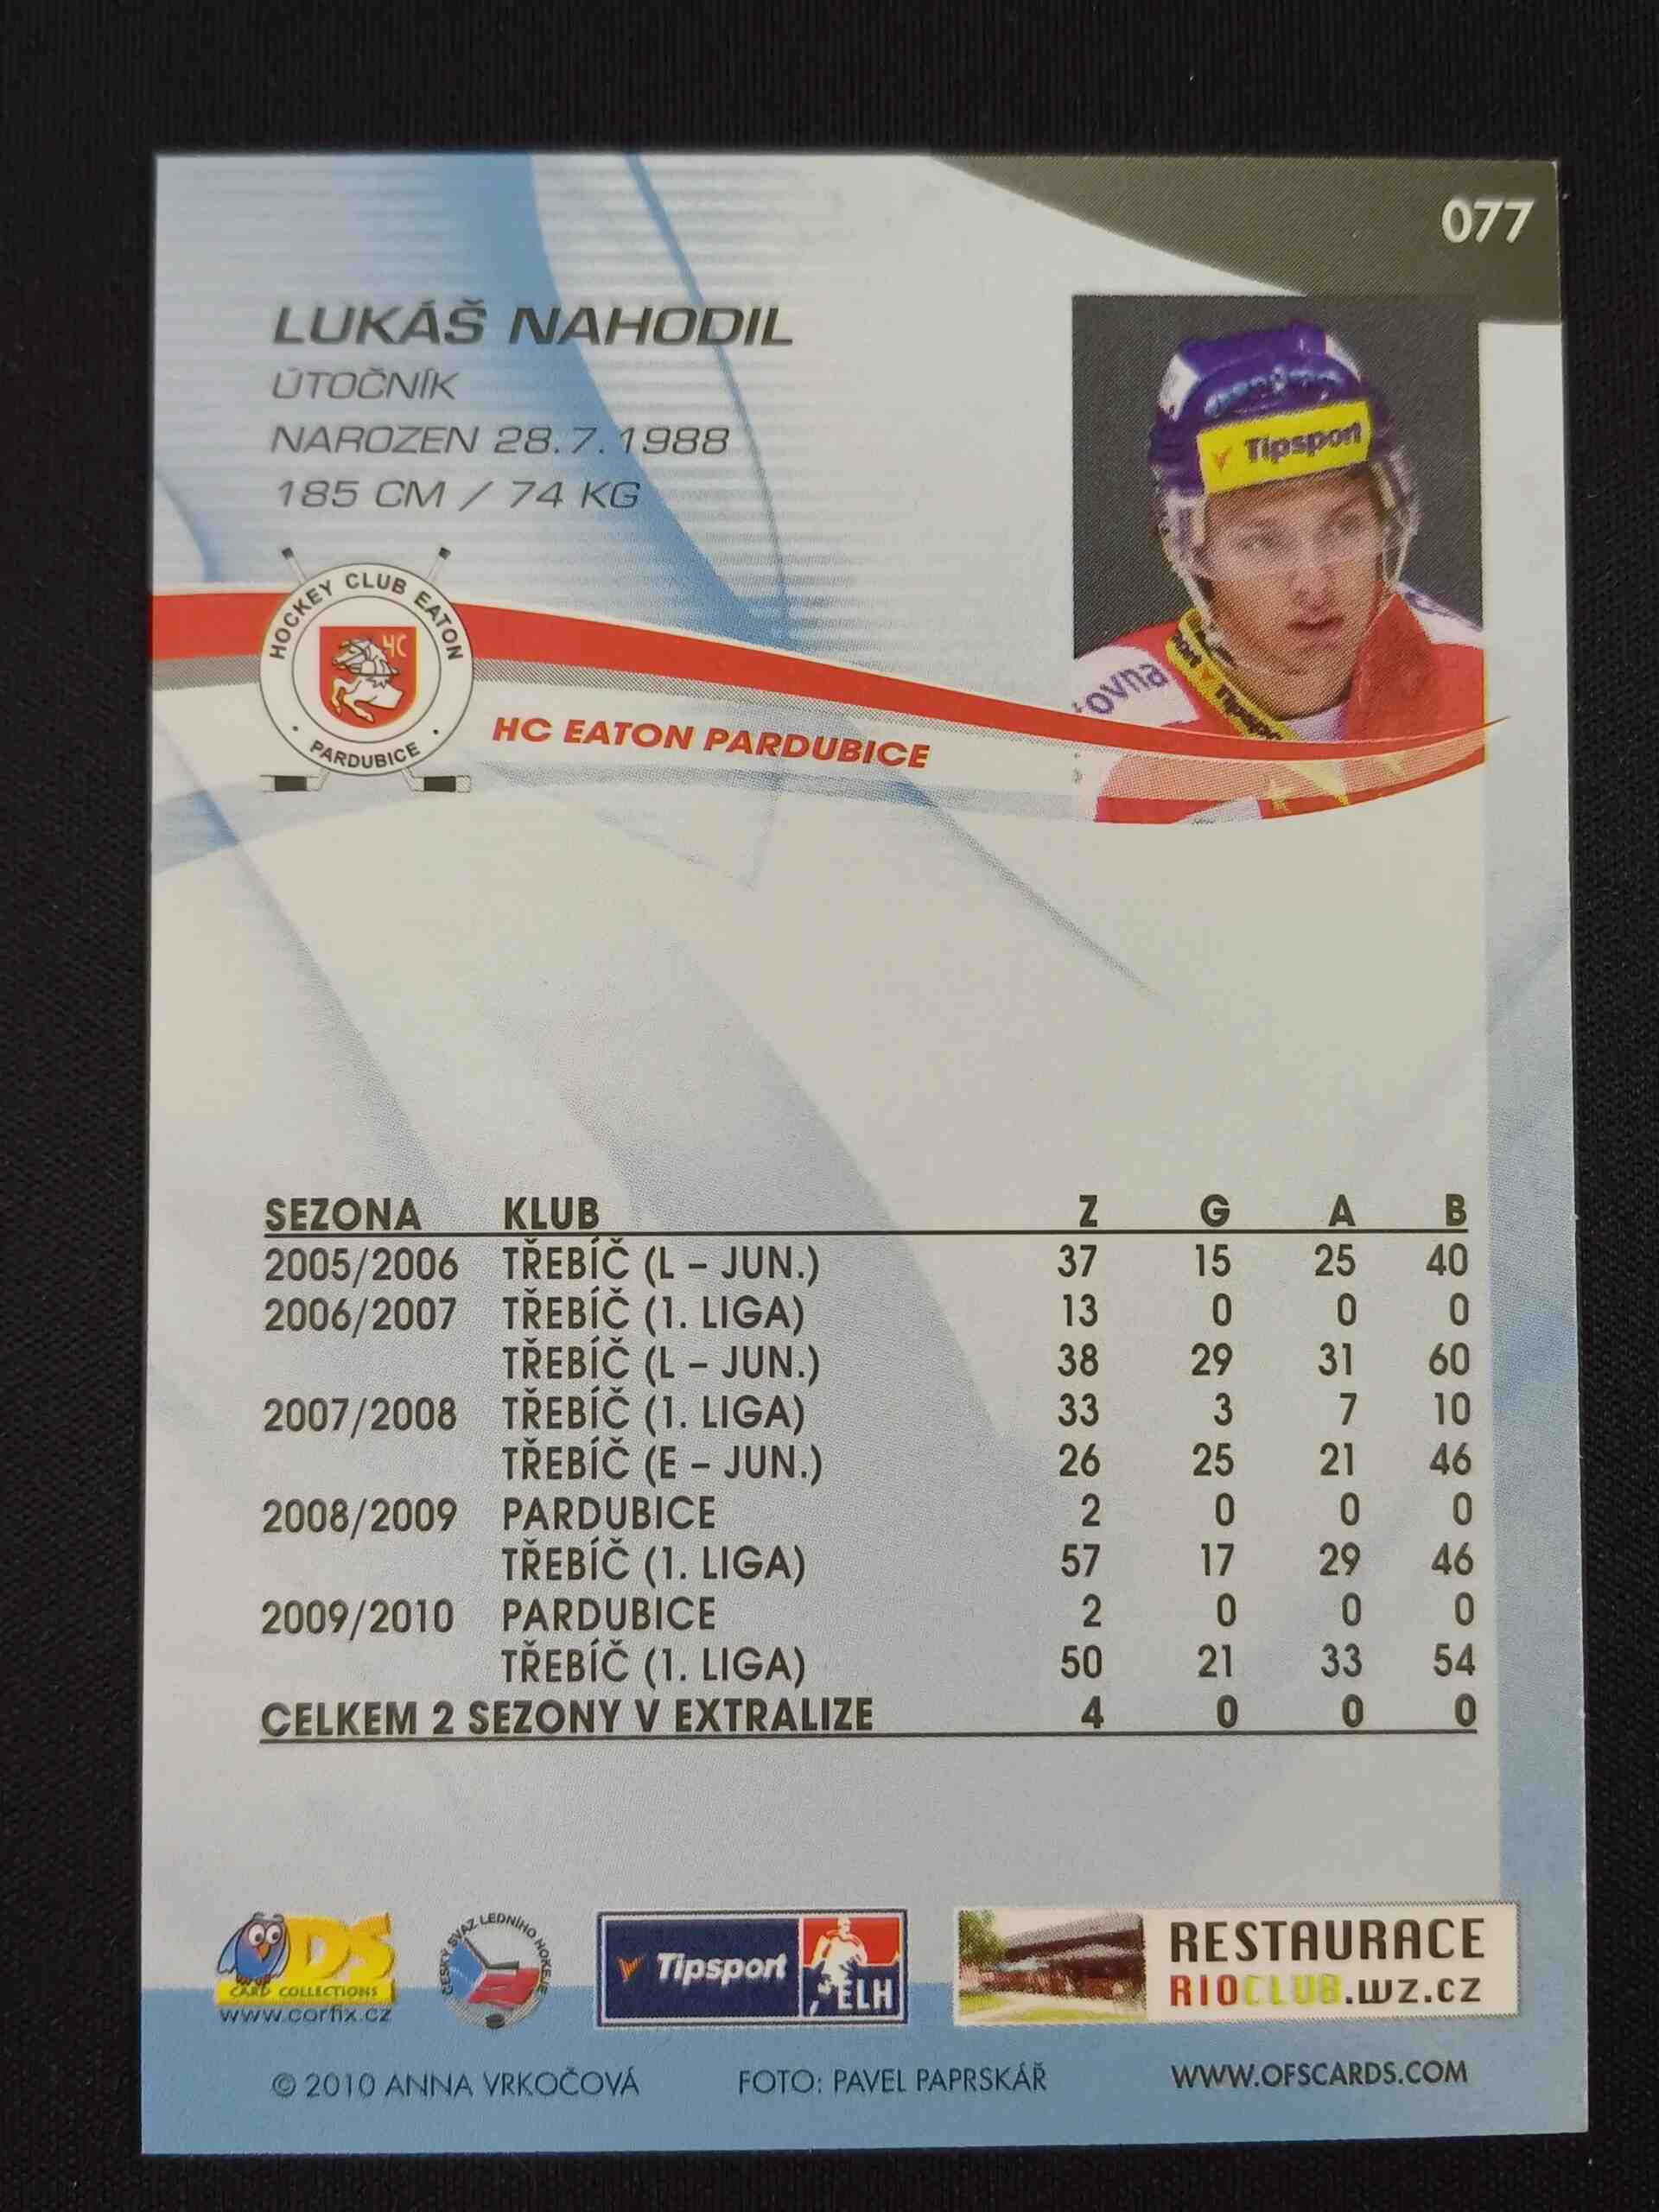 077
LUKÁŠ NAHODIL
ÚTOČNÍK
NAROZEN 28.7.1988
185 CM / 74 KG
Tipsport
HOCKEY CLUB EATON
HC
PARDUBICE
HC EATON PARDUBICE
tovna
Tipsport
SEZONA KLUB Z G A B
2005/2006 TŘEBÍČ (L – JUN.) 37 15 25 40
2006/2007 TŘEBÍČ (1. LIGA) 13 0 0 0
TŘEBÍČ (L – JUN.) 38 29 31 60
2007/2008 TŘEBÍČ (1. LIGA) 33 3 7 10
TŘEBÍČ (E – JUN.) 26 25 21 46
2008/2009 PARDUBICE 2 0 0 0
TŘEBÍČ (1. LIGA) 57 17 29 46
2009/2010 PARDUBICE 2 0 0 0
TŘEBÍČ (1. LIGA) 50 21 33 54
CELKEM 2 SEZONY V EXTRALIZE 4 0 0 0
DS
CARD COLLECTIONS
www.corfix.cz
ČESKÝ SVAZ LEDNÍHO HOKEJE
Tipsport ELH
RESTAURACE
RIOCLUB.WZ.CZ
© 2010 ANNA VRKOČOVÁ FOTO: PAVEL PAPRSKÁŘ WWW.OFSCARDS.COM